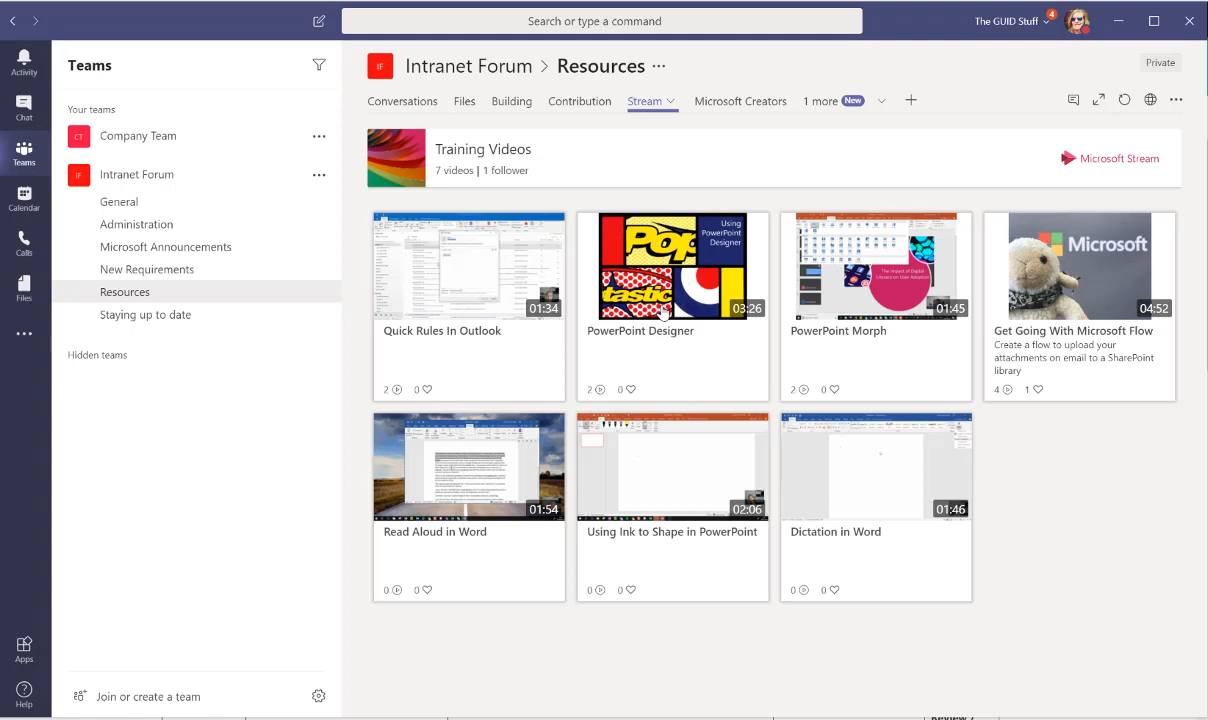 Search or type a command
The GUID Stuff
4
Activity
Chat
Teams
Calendar
Calls
Files
Apps
Help
Teams
Your teams
CT
Company Team
IF
Intranet Forum
General
Administration
Microsoft Announcements
New Requirements
Resources
Staying up to date
Hidden teams
Join or create a team
IF
Intranet Forum > Resources
Private
Conversations
Files
Building
Contribution
Stream
Microsoft Creators
1 more
New
Training Videos
7 videos | 1 follower
Microsoft Stream
01:34
Quick Rules In Outlook
2
0
Using
PowerPoint
Designer
Pop
tastic
03:26
PowerPoint Designer
2
0
The Impact of Digital
Literacy on User Adoption
01:45
PowerPoint Morph
2
0
Microsoft
04:52
Get Going With Microsoft Flow
Create a flow to upload your
attachments on email to a SharePoint
library
4
1
01:54
Read Aloud in Word
0
0
02:06
Using Ink to Shape in PowerPoint
0
0
01:46
Dictation in Word
0
0